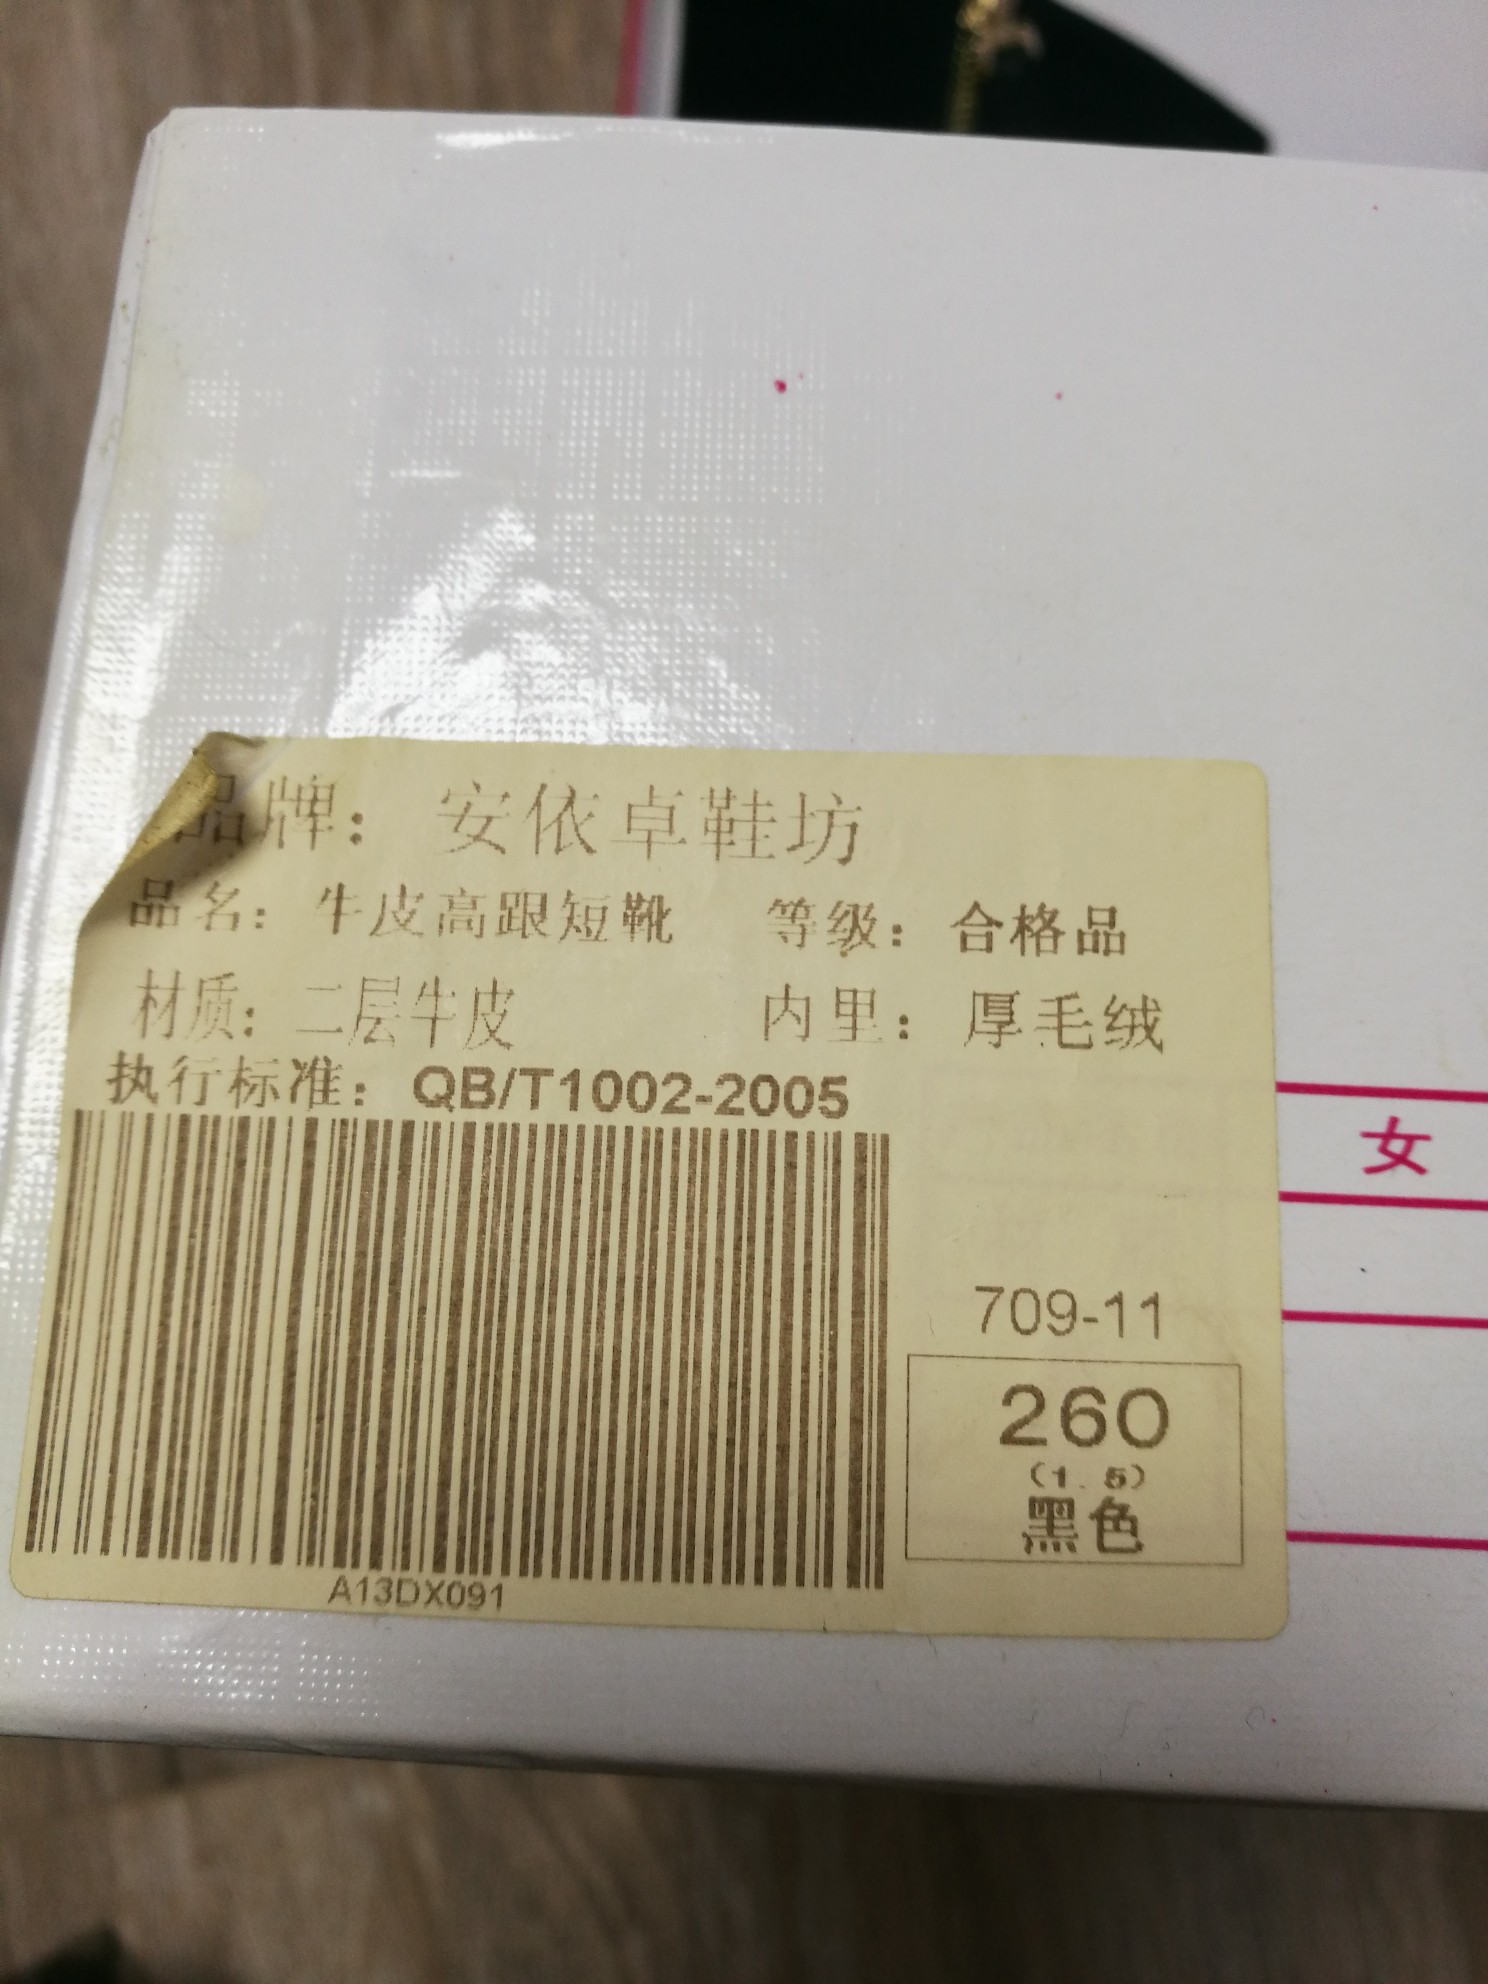 品牌：安依卓鞋坊
品名：牛皮高跟短靴 等级：合格品
材质：二层牛皮 内里：厚毛绒
执行标准：QB/T1002-2005
女
709-11
260
（1.5）
黑色
A13DX091